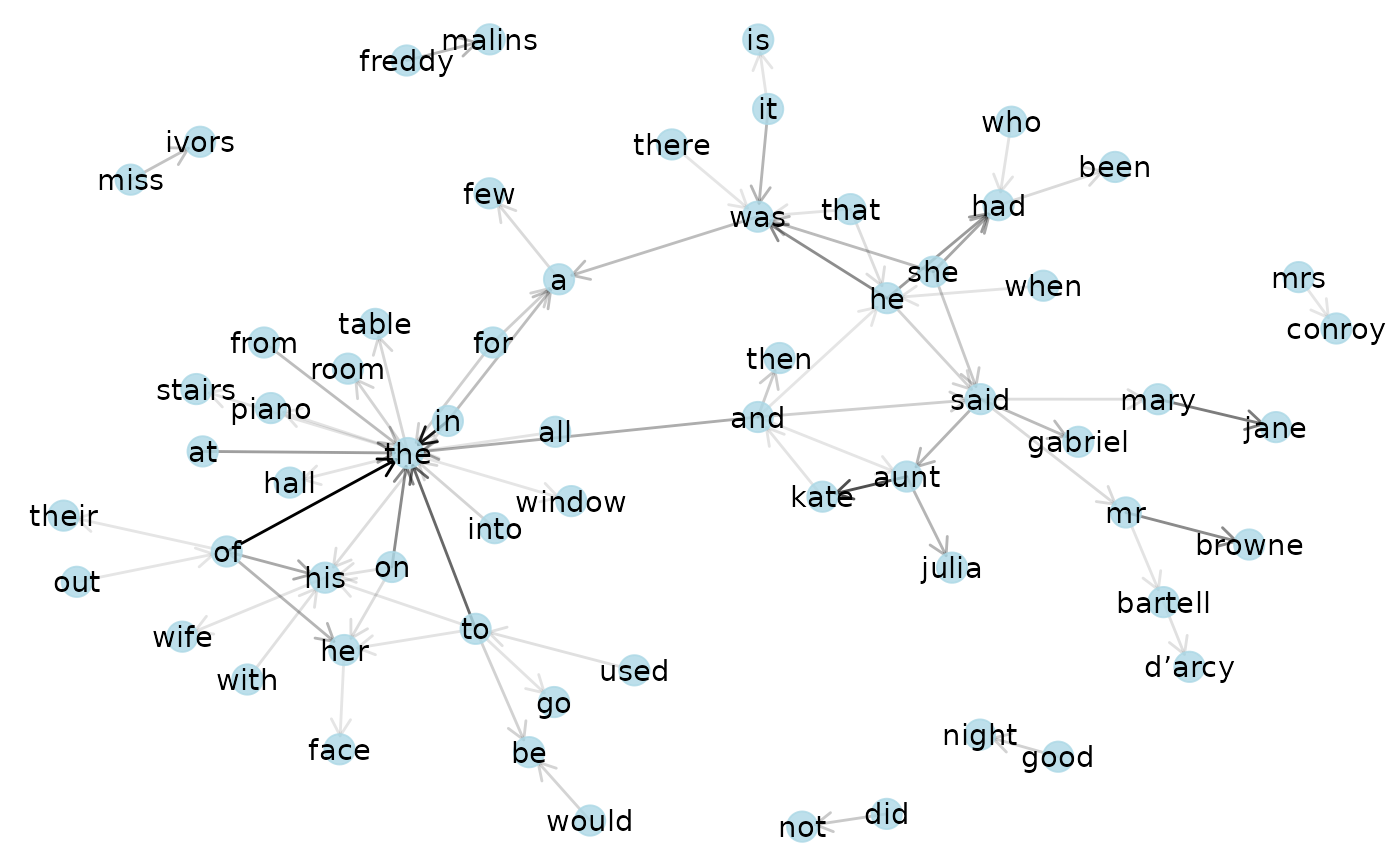 malins
is
freddy
it
who
ivors
there
been
miss
few
had
that
was
she
a
mrs
when
he
table
conroy
from
for
then
room
stairs
mary
said
piano
and
in
jane
all
gabriel
at
the
aunt
hall
kate
window
mr
their
into
browne
of
on
julia
his
out
bartell
to
wife
her
d’arcy
used
with
go
night
face
be
good
did
would
not